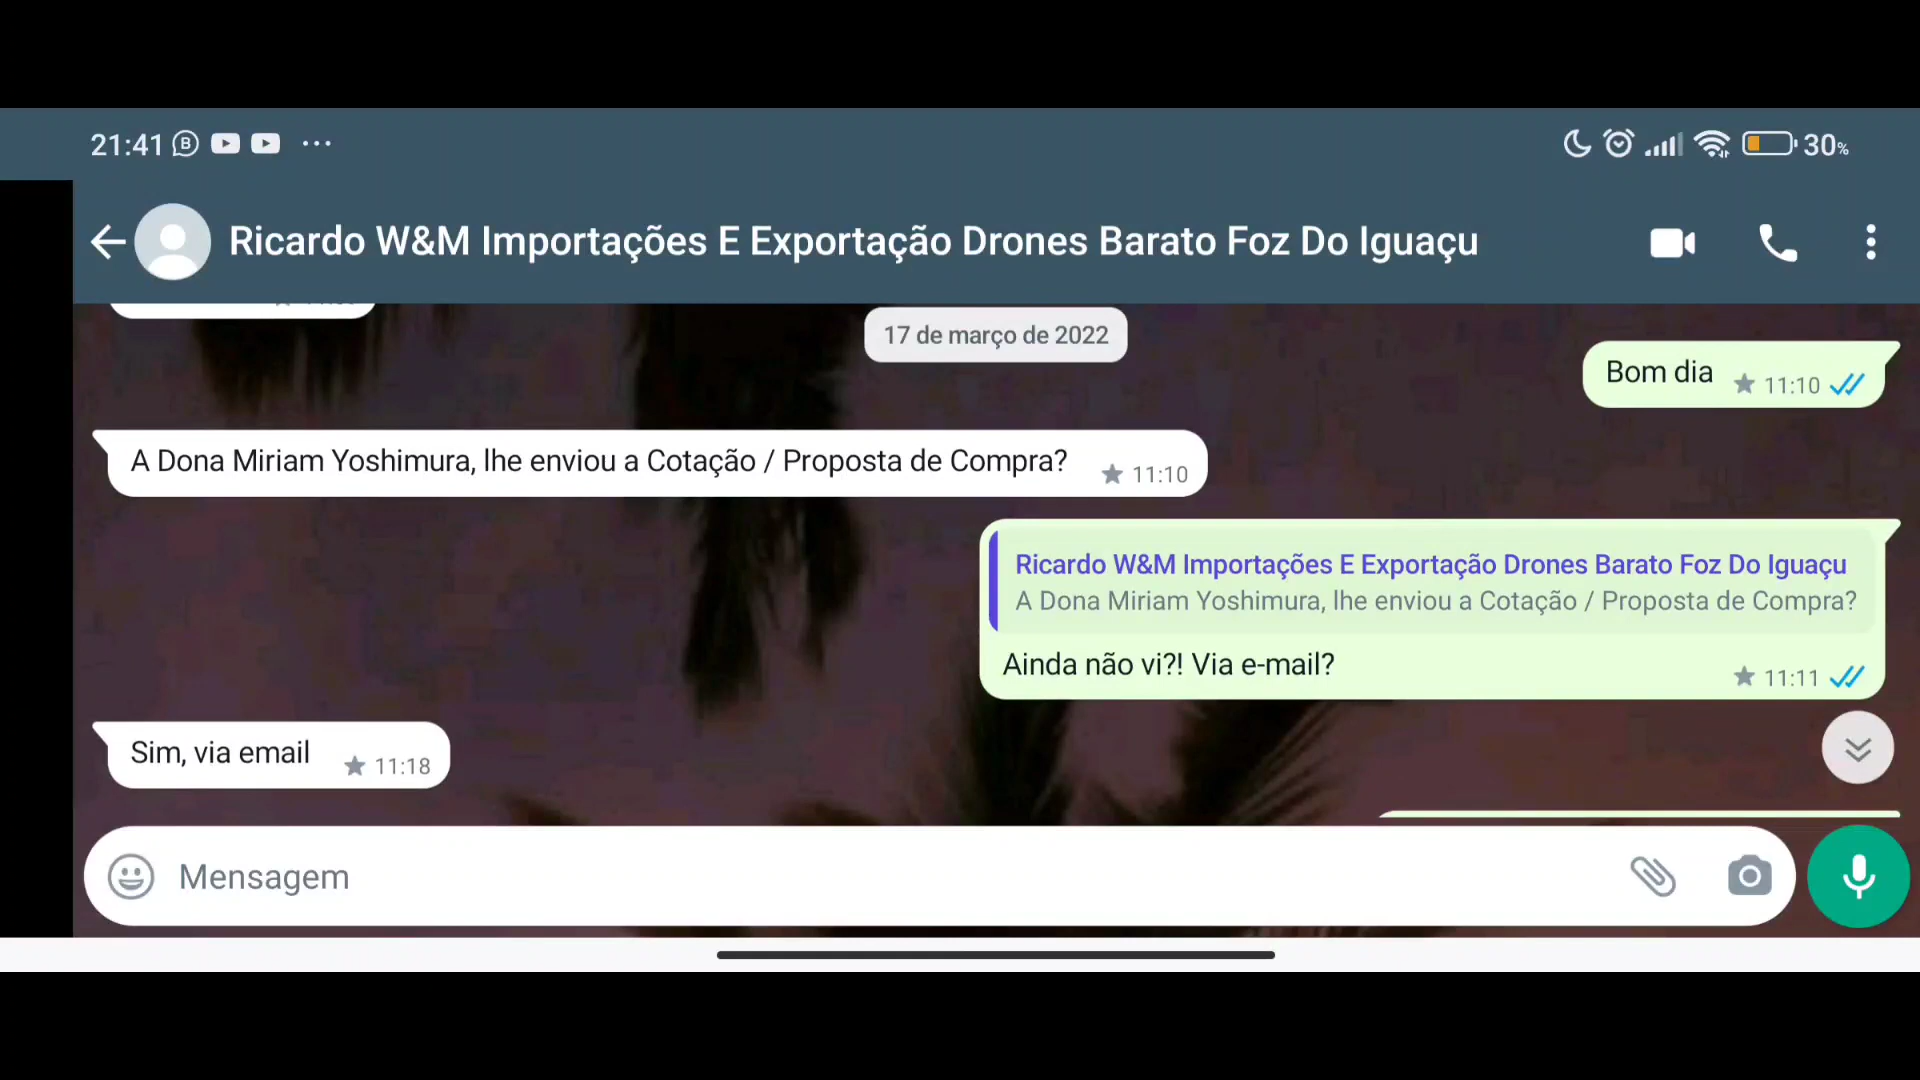 21:41 30%
Ricardo W&M Importações E Exportação Drones Barato Foz Do Iguaçu
17 de março de 2022
Bom dia 11:10
A Dona Miriam Yoshimura, lhe enviou a Cotação / Proposta de Compra? 11:10
Ricardo W&M Importações E Exportação Drones Barato Foz Do Iguaçu
A Dona Miriam Yoshimura, lhe enviou a Cotação / Proposta de Compra?
Ainda não vi?! Via e-mail? 11:11
Sim, via email 11:18
Mensagem